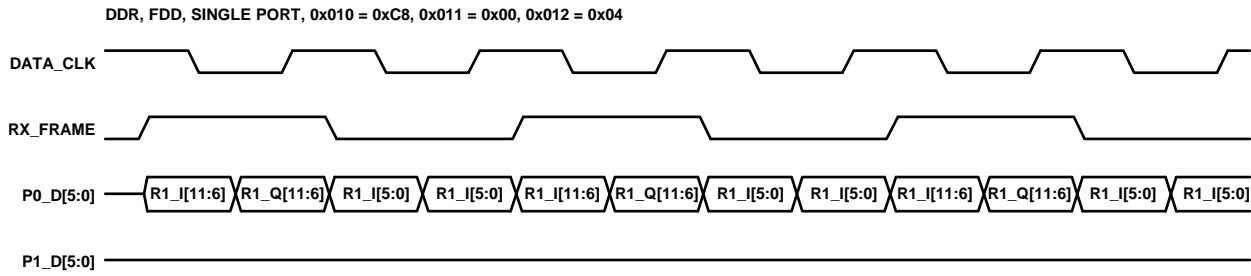 DDR, FDD, SINGLE PORT, 0x010 = 0xC8, 0x011 = 0x00, 0x012 = 0x04
DATA_CLK
RX_FRAME
P0_D[5:0] R1_I[11:6] R1_Q[11:6] R1_I[5:0] R1_I[5:0] R1_I[11:6] R1_Q[11:6] R1_I[5:0] R1_I[5:0] R1_I[11:6] R1_Q[11:6] R1_I[5:0] R1_I[5:0]
P1_D[5:0]